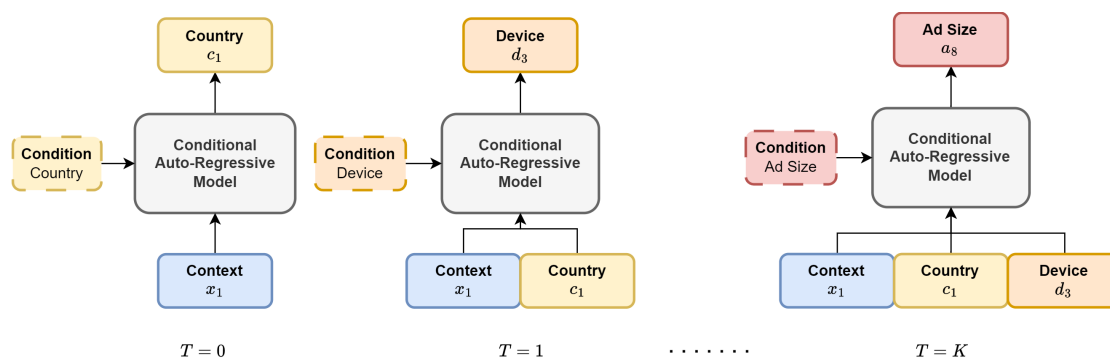 Country
c₁
Device
d₃
Ad Size
a₈
Condition
Country
Conditional
Auto-Regressive
Model
Condition
Device
Conditional
Auto-Regressive
Model
Condition
Ad Size
Conditional
Auto-Regressive
Model
Context
x₁
Context
x₁
Country
c₁
Context
x₁
Country
c₁
Device
d₃
T = 0
T = 1
. . . . . . .
T = K